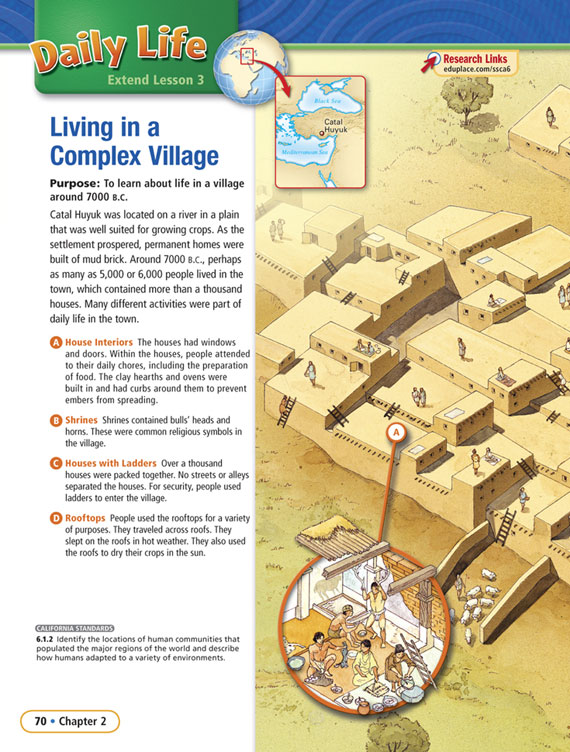 Daily Life
Extend Lesson 3
Research Links
eduplace.com/ssca6
Black Sea
Catal
Huyuk
Mediterranean Sea
Living in a
Complex Village
Purpose: To learn about life in a village
around 7000 B.C.
Catal Huyuk was located on a river in a plain
that was well suited for growing crops. As the
settlement prospered, permanent homes were
built of mud brick. Around 7000 B.C., perhaps
as many as 5,000 or 6,000 people lived in the
town, which contained more than a thousand
houses. Many different activities were part of
daily life in the town.
A House Interiors The houses had windows
and doors. Within the houses, people attended
to their daily chores, including the preparation
of food. The clay hearths and ovens were
built in and had curbs around them to prevent
embers from spreading.
B Shrines Shrines contained bulls' heads and
horns. These were common religious symbols in
the village.
C Houses with Ladders Over a thousand
houses were packed together. No streets or alleys
separated the houses. For security, people used
ladders to enter the village.
D Rooftops People used the rooftops for a variety
of purposes. They traveled across roofs. They
slept on the roofs in hot weather. They also used
the roofs to dry their crops in the sun.
A
CALIFORNIA STANDARDS
6.1.2 Identify the locations of human communities that
populated the major regions of the world and describe
how humans adapted to a variety of environments.
70 • Chapter 2